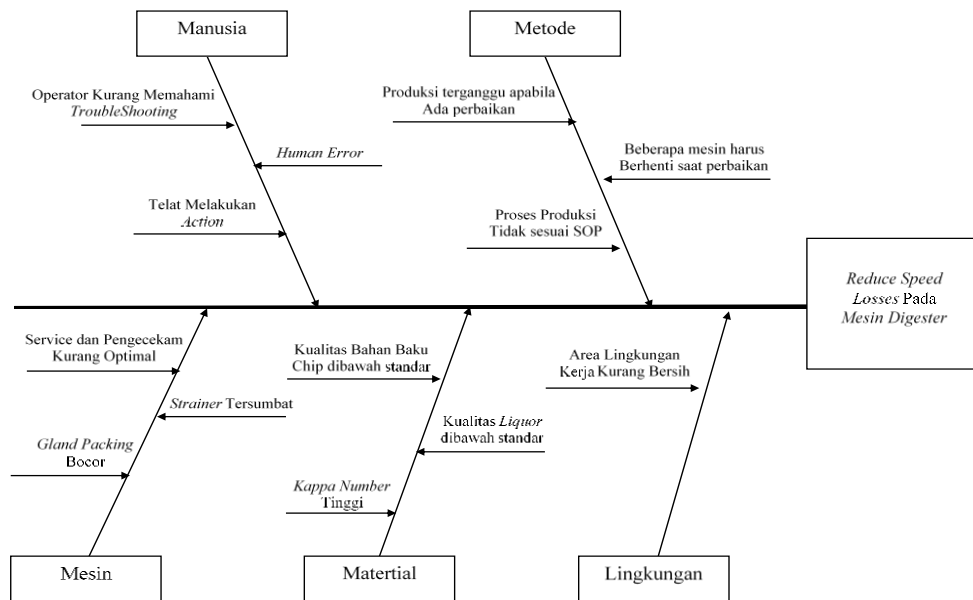 Manusia
Metode
Operator Kurang Memahami
TroubleShooting
Produksi terganggu apabila
Ada perbaikan
Human Error
Beberapa mesin harus
Berhenti saat perbaikan
Telat Melakukan
Action
Proses Produksi
Tidak sesuai SOP
Reduce Speed
Losses Pada
Mesin Digester
Service dan Pengecekam
Kurang Optimal
Kualitas Bahan Baku
Chip dibawah standar
Area Lingkungan
Kerja Kurang Bersih
Strainer Tersumbat
Kualitas Liquor
dibawah standar
Gland Packing
Bocor
Kappa Number
Tinggi
Mesin
Matertial
Lingkungan